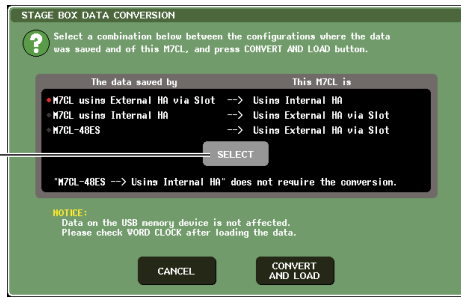 STAGE BOX DATA CONVERSION
Select a combination below between the configurations where the data
was saved and of this M7CL, and press CONVERT AND LOAD button.
The data saved by This M7CL is
M7CL using External HA via Slot --> Using Internal HA
M7CL using Internal HA --> Using External HA via Slot
M7CL-48ES --> Using External HA via Slot
SELECT
"M7CL-48ES --> Using Internal HA" does not require the conversion.
NOTICE:
Data on the USB memory device is not affected.
Please check WORD CLOCK after loading the data.
CANCEL
CONVERT
AND LOAD